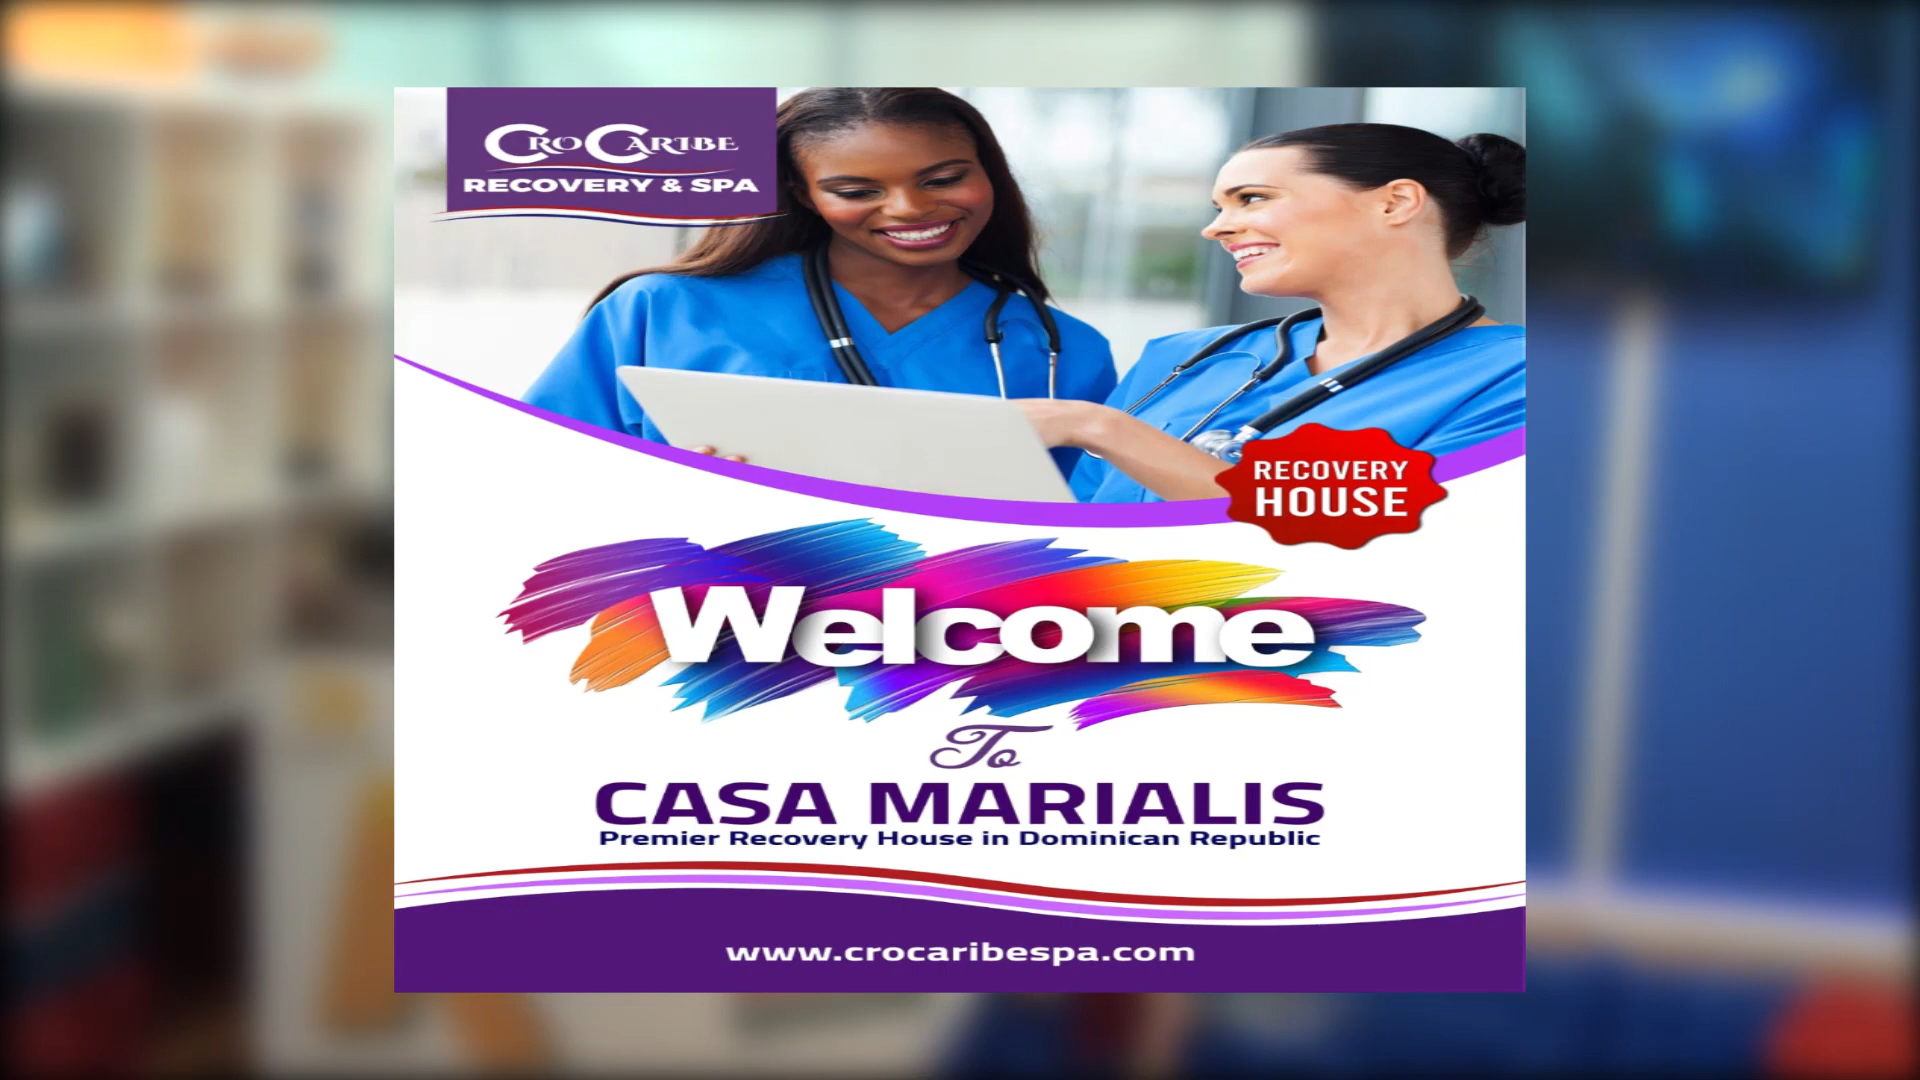 CROCARIBE
RECOVERY & SPA
RECOVERY
HOUSE
Welcome
To
CASA MARIALIS
Premier Recovery House in Dominican Republic
www.crocaribespa.com